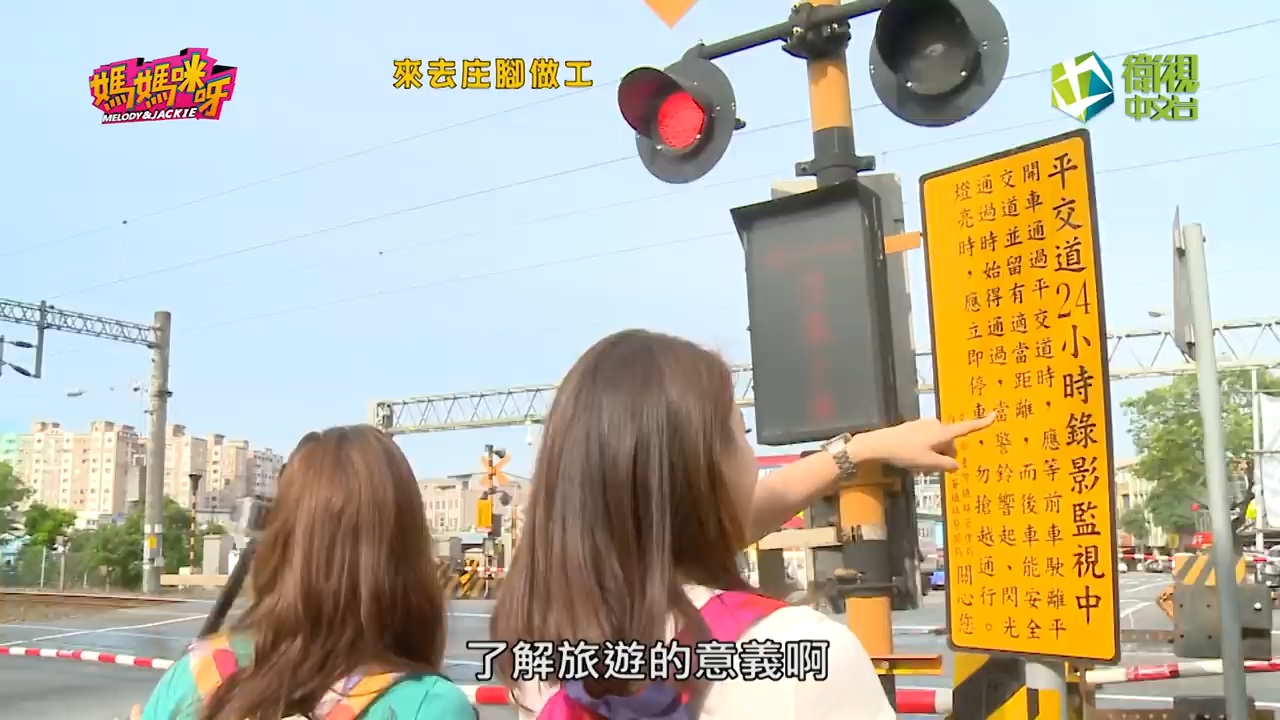 媽媽咪呀
MELODY&JACKIE
來去庄腳做工
衛視
中文台
平交道24小時錄影監視中
開車通過平交道時，應等前車駛離平
交道並留有適當距離，而後車能安全
通過時始得通過，當警鈴響起、閃光
燈亮時，應立即停車，勿搶越通行。
關心您
了解旅遊的意義啊